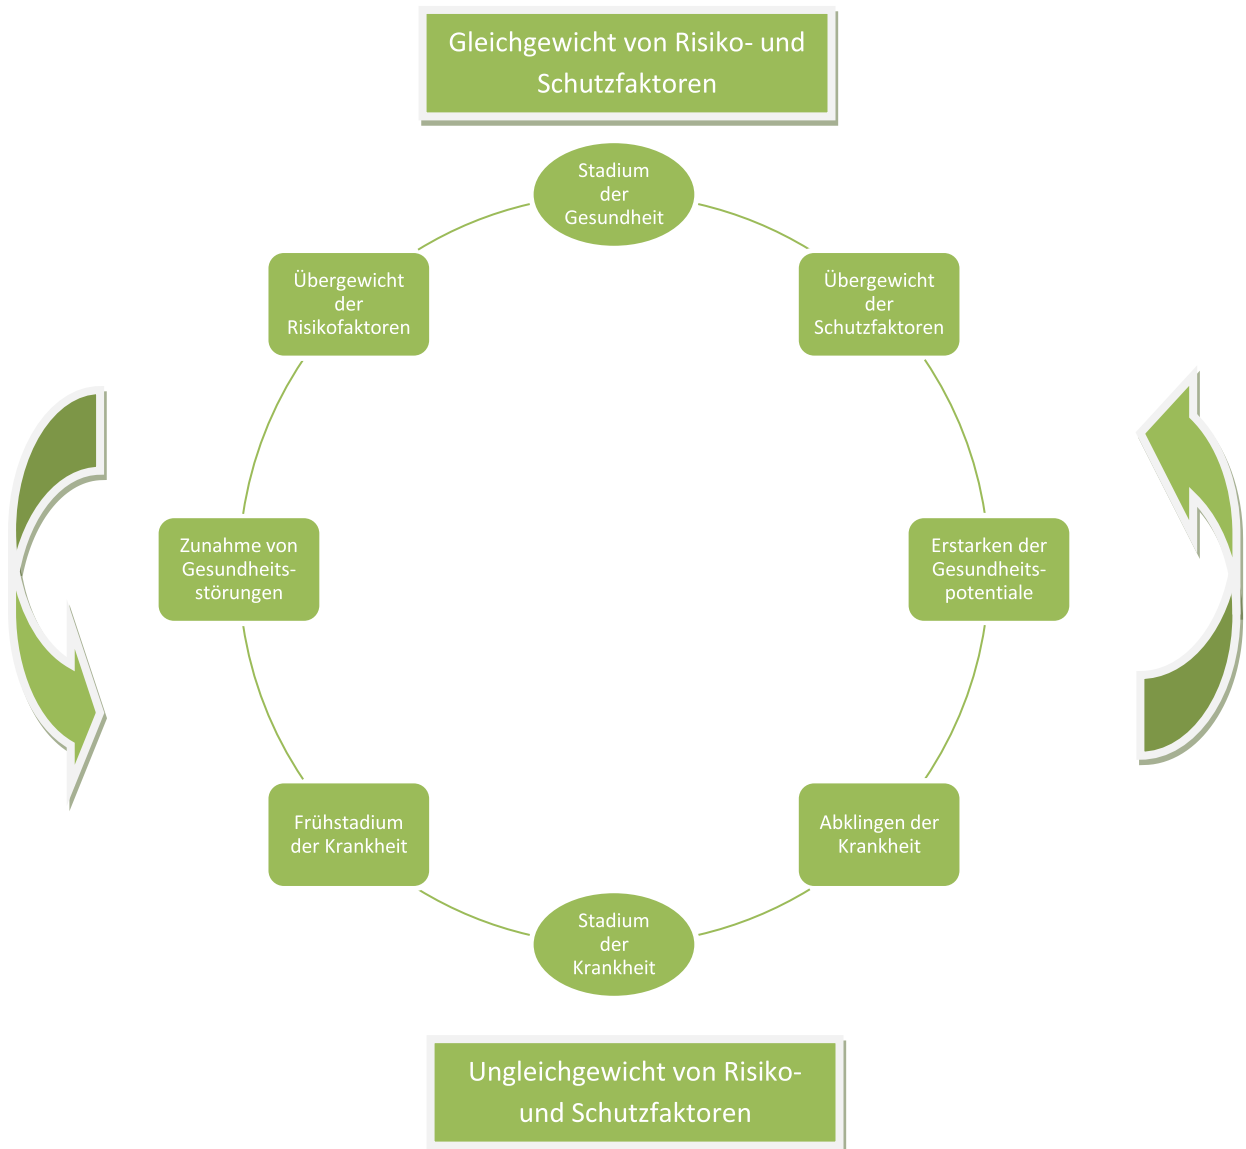 Gleichgewicht von Risiko- und
Schutzfaktoren
Stadium
der
Gesundheit
Übergewicht
der
Risikofaktoren
Übergewicht
der
Schutzfaktoren
Zunahme von
Gesundheits-
störungen
Erstarken der
Gesundheits-
potentiale
Frühstadium
der Krankheit
Abklingen der
Krankheit
Stadium
der
Krankheit
Ungleichgewicht von Risiko-
und Schutzfaktoren